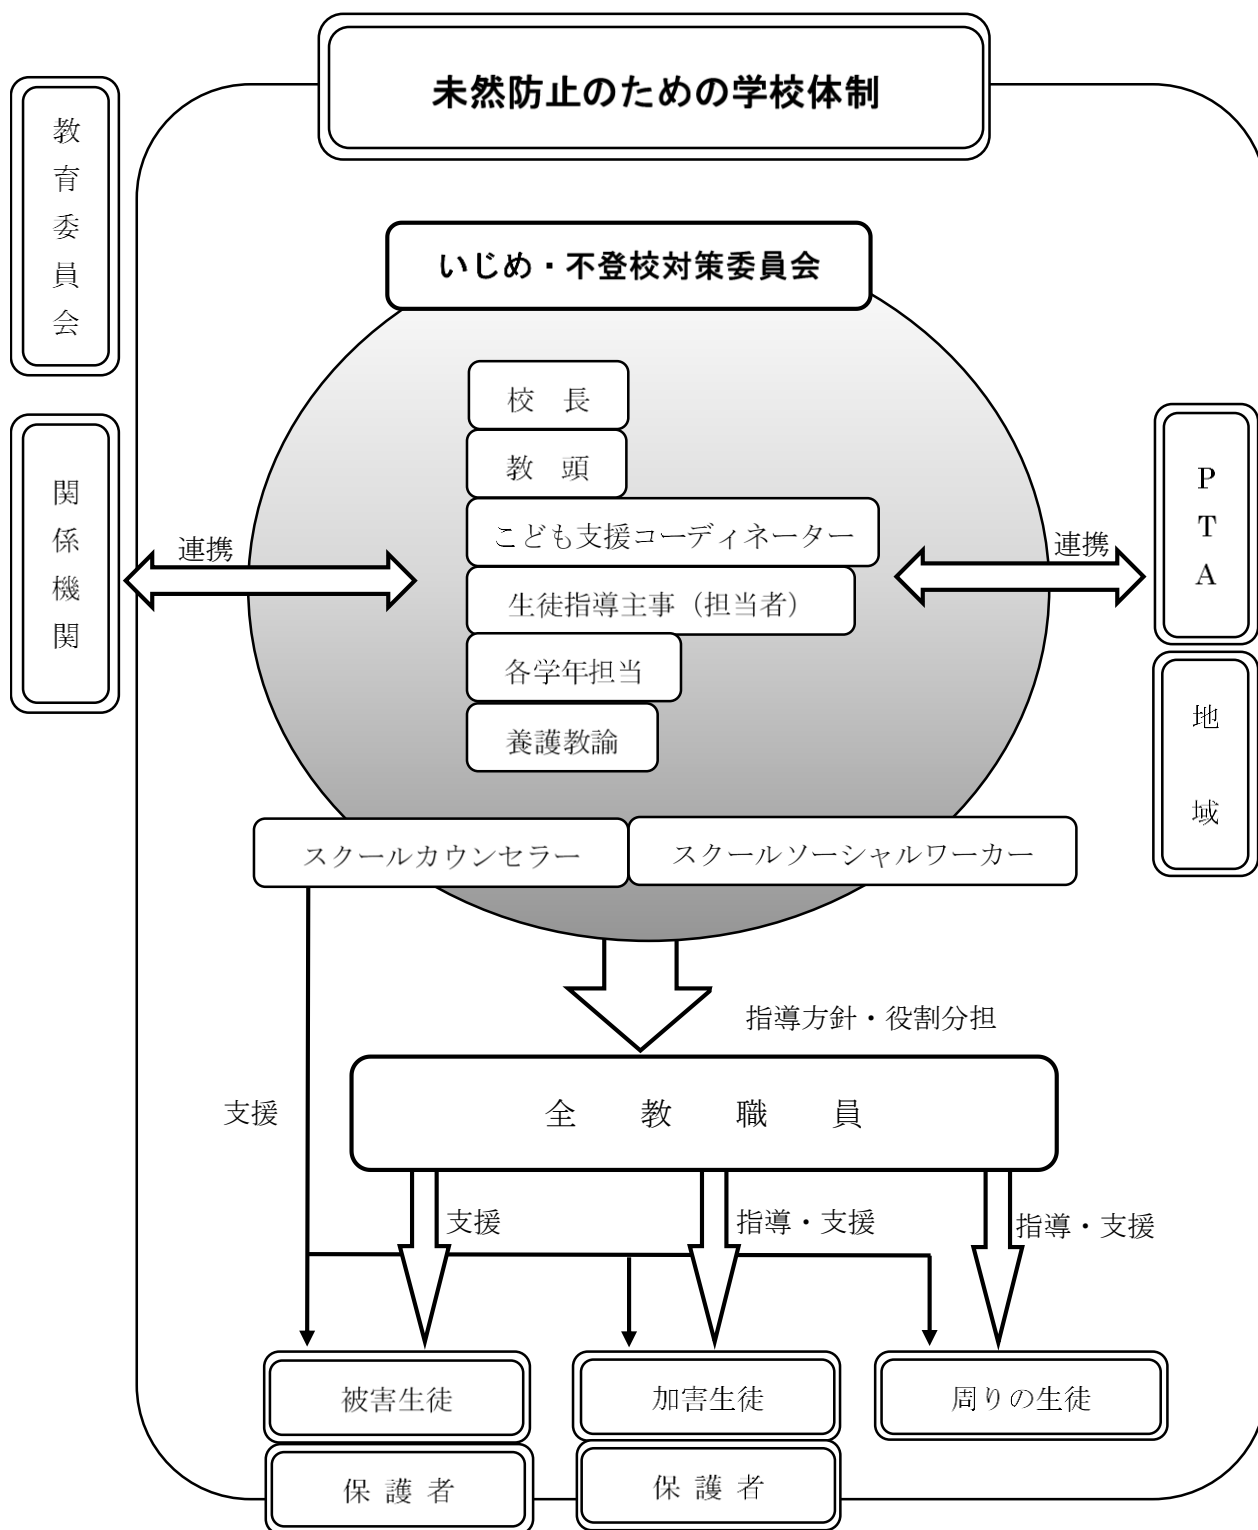 未然防止のための学校体制
教育委員会
いじめ・不登校対策委員会
校　長
教　頭
こども支援コーディネーター
生徒指導主事（担当者）
各学年担当
養護教諭
スクールカウンセラー
スクールソーシャルワーカー
関係機関
連携
連携
PTA
地域
指導方針・役割分担
全　教　職　員
支援
支援
指導・支援
指導・支援
被害生徒
加害生徒
周りの生徒
保 護 者
保 護 者